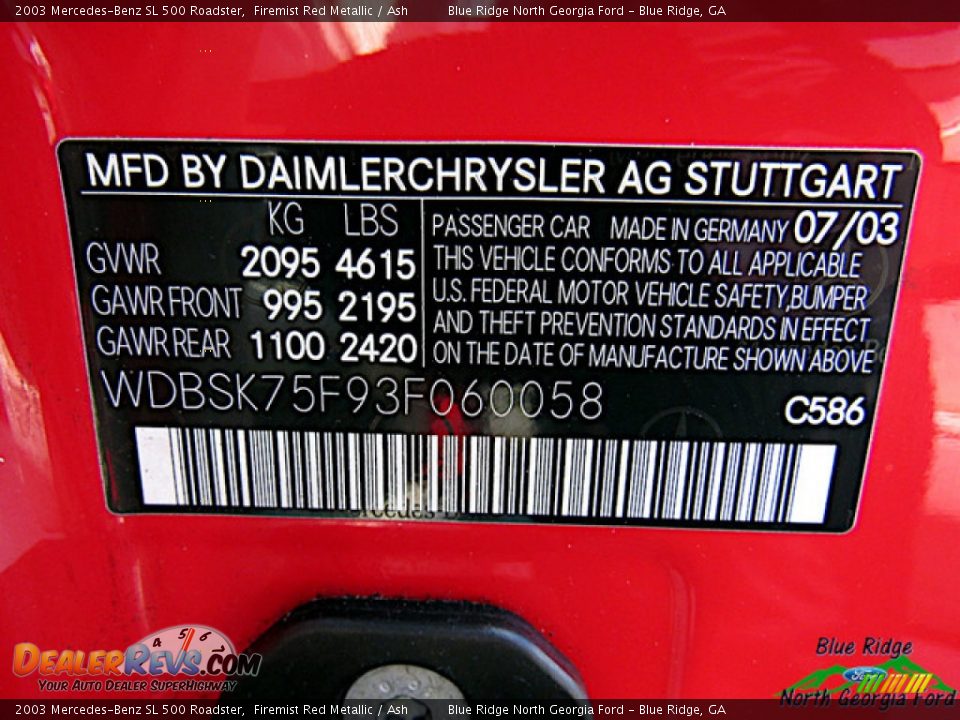 2003 Mercedes-Benz SL 500 Roadster, Firemist Red Metallic / Ash Blue Ridge North Georgia Ford - Blue Ridge, GA
MFD BY DAIMLERCHRYSLER AG STUTTGART
KG LBS
GVWR 2095 4615
GAWR FRONT 995 2195
GAWR REAR 1100 2420
PASSENGER CAR MADE IN GERMANY 07/03
THIS VEHICLE CONFORMS TO ALL APPLICABLE
U.S. FEDERAL MOTOR VEHICLE SAFETY,BUMPER
AND THEFT PREVENTION STANDARDS IN EFFECT
ON THE DATE OF MANUFACTURE SHOWN ABOVE
WDBSK75F93F060058
C586
4 5 6
DEALERREVS.COM
YOUR AUTO DEALER SUPERHIGHWAY
Blue Ridge
Ford
North Georgia Ford
2003 Mercedes-Benz SL 500 Roadster, Firemist Red Metallic / Ash Blue Ridge North Georgia Ford - Blue Ridge, GA